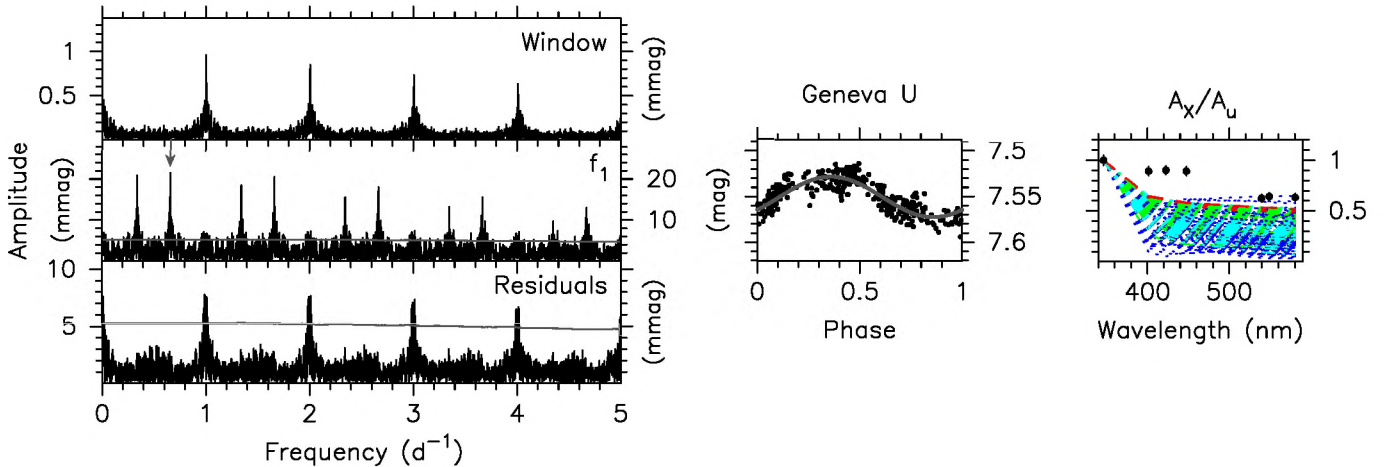 Window
1
0.5
(mmag)
f1
20
10
(mmag)
Amplitude
Residuals
10
5
(mmag)
0 1 2 3 4 5
Frequency (d⁻¹)
Geneva U
7.5
7.55
7.6
(mag)
0 0.5 1
Phase
Ax/Au
1
0.5
400 500
Wavelength (nm)